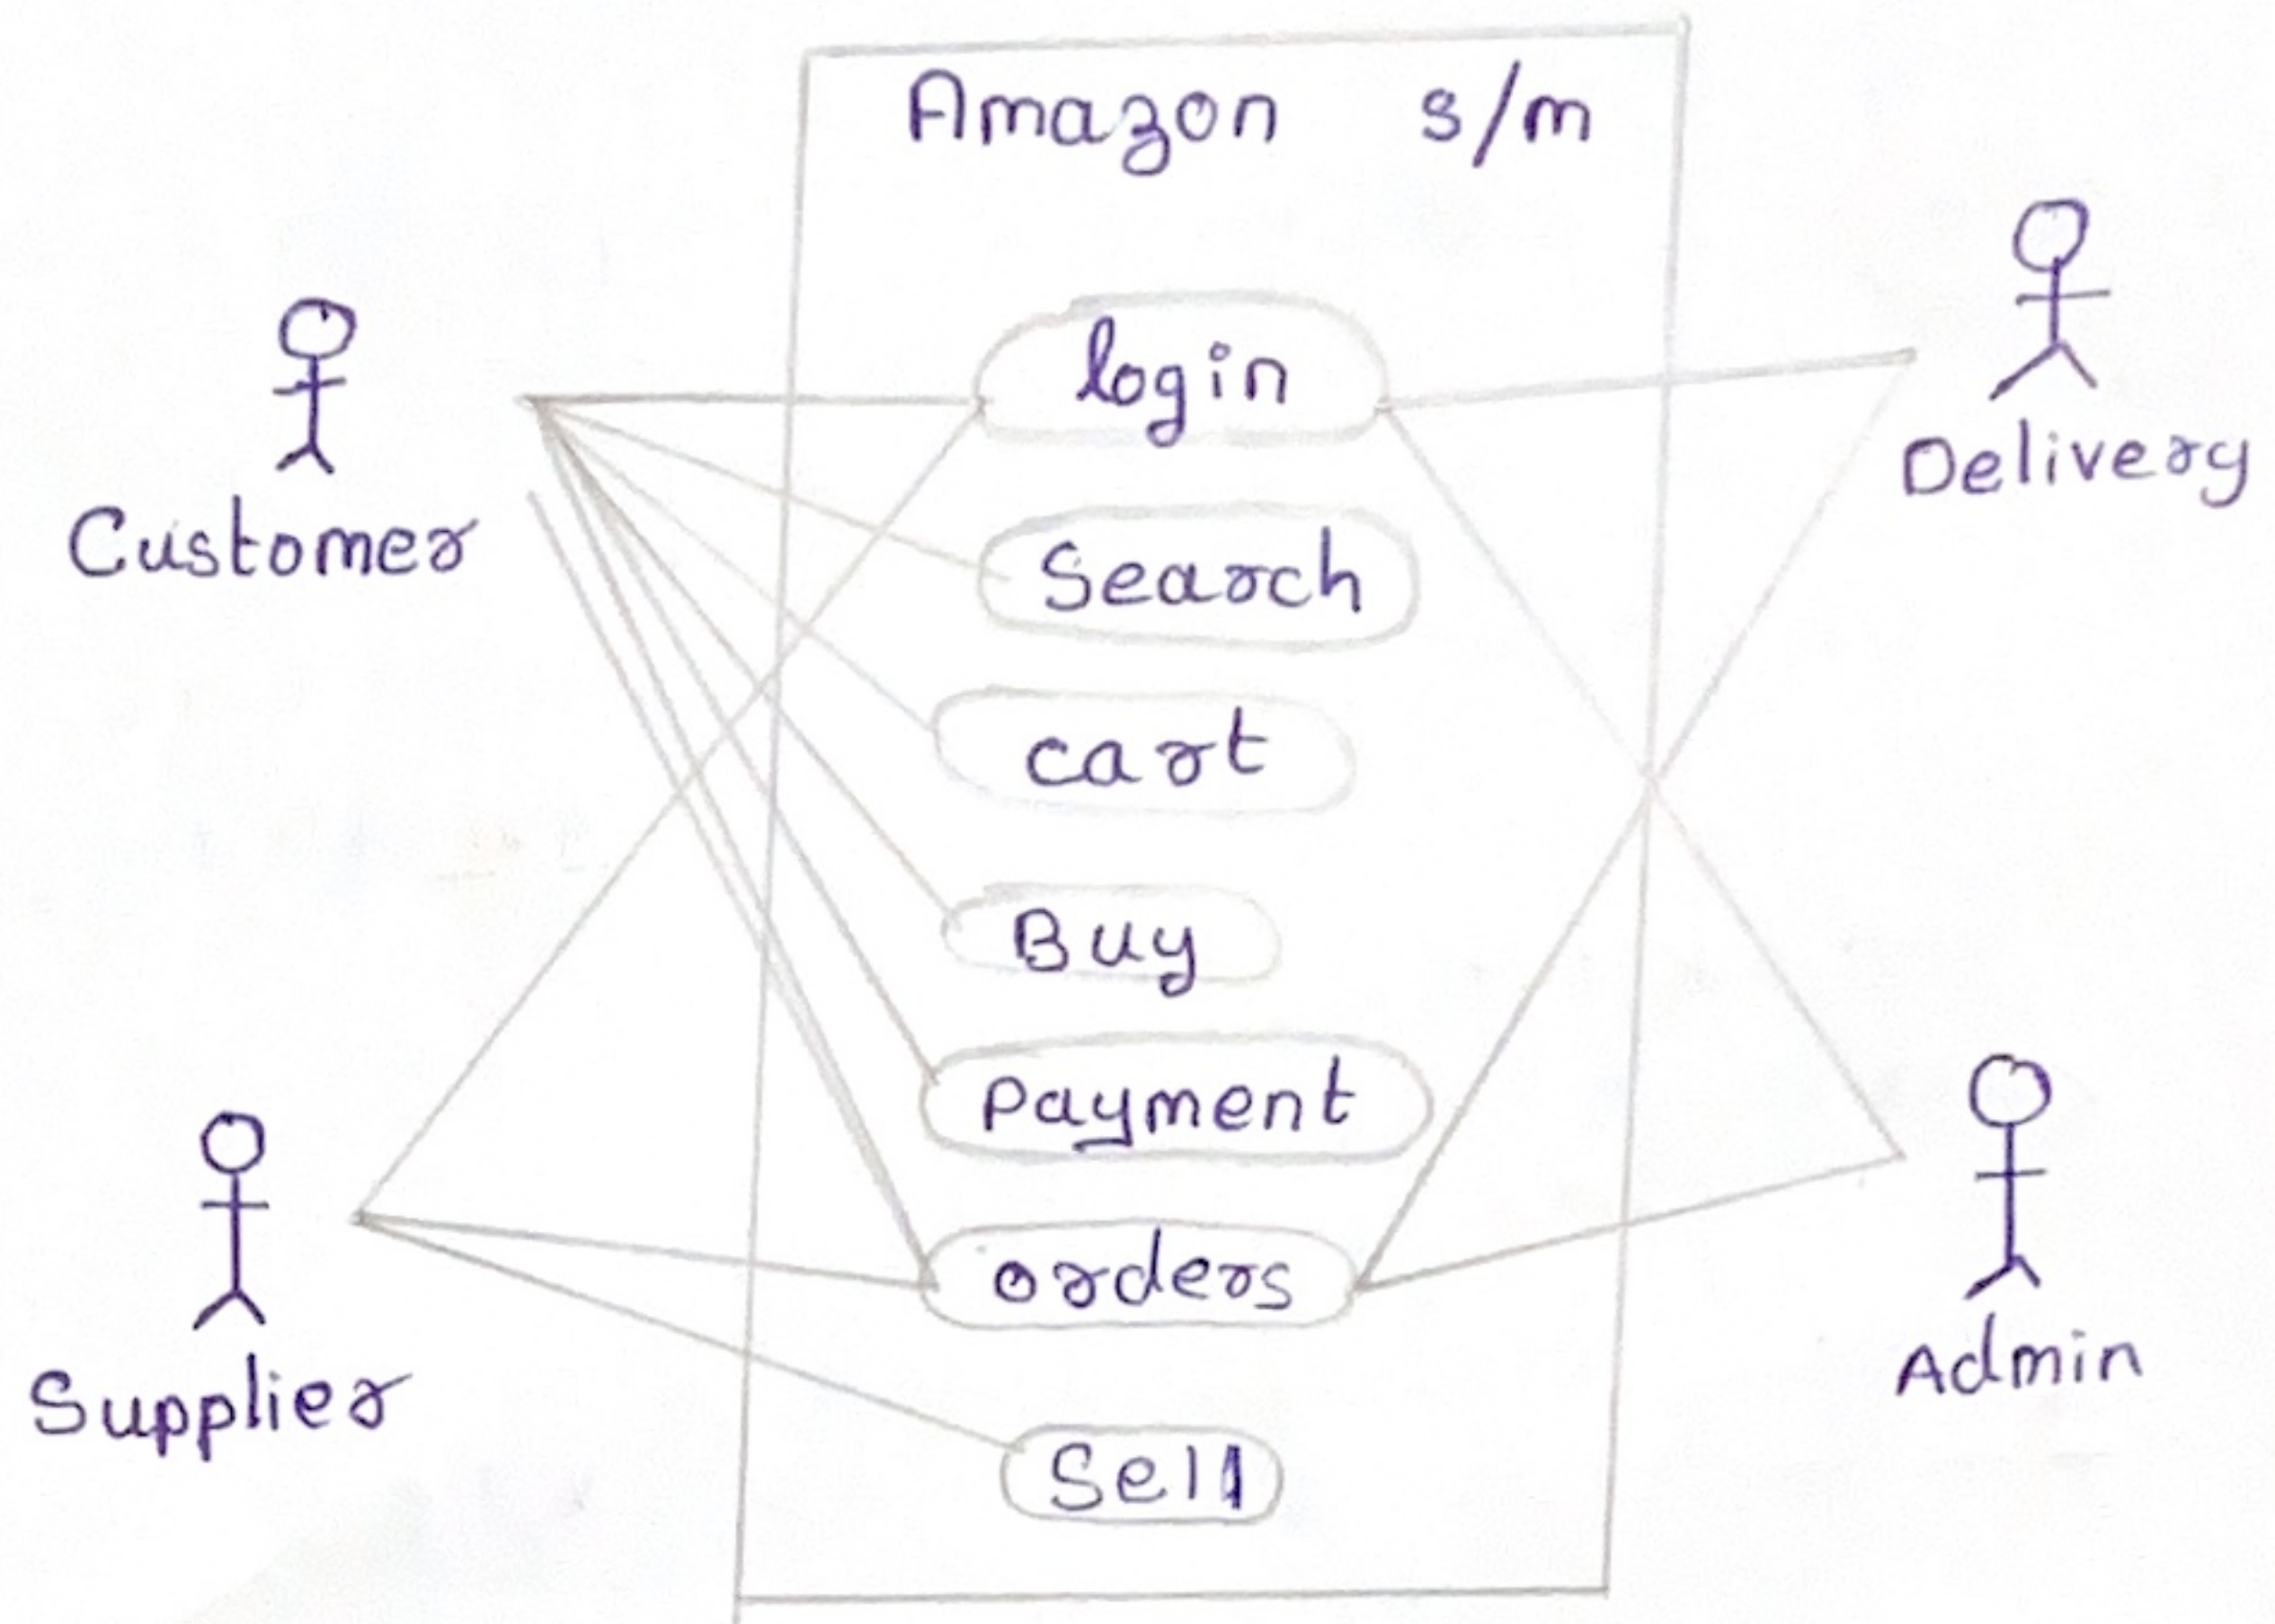 Amazon s/m
login
Search
cart
Buy
Payment
orders
Sell
Customer
Supplier
Delivery
Admin